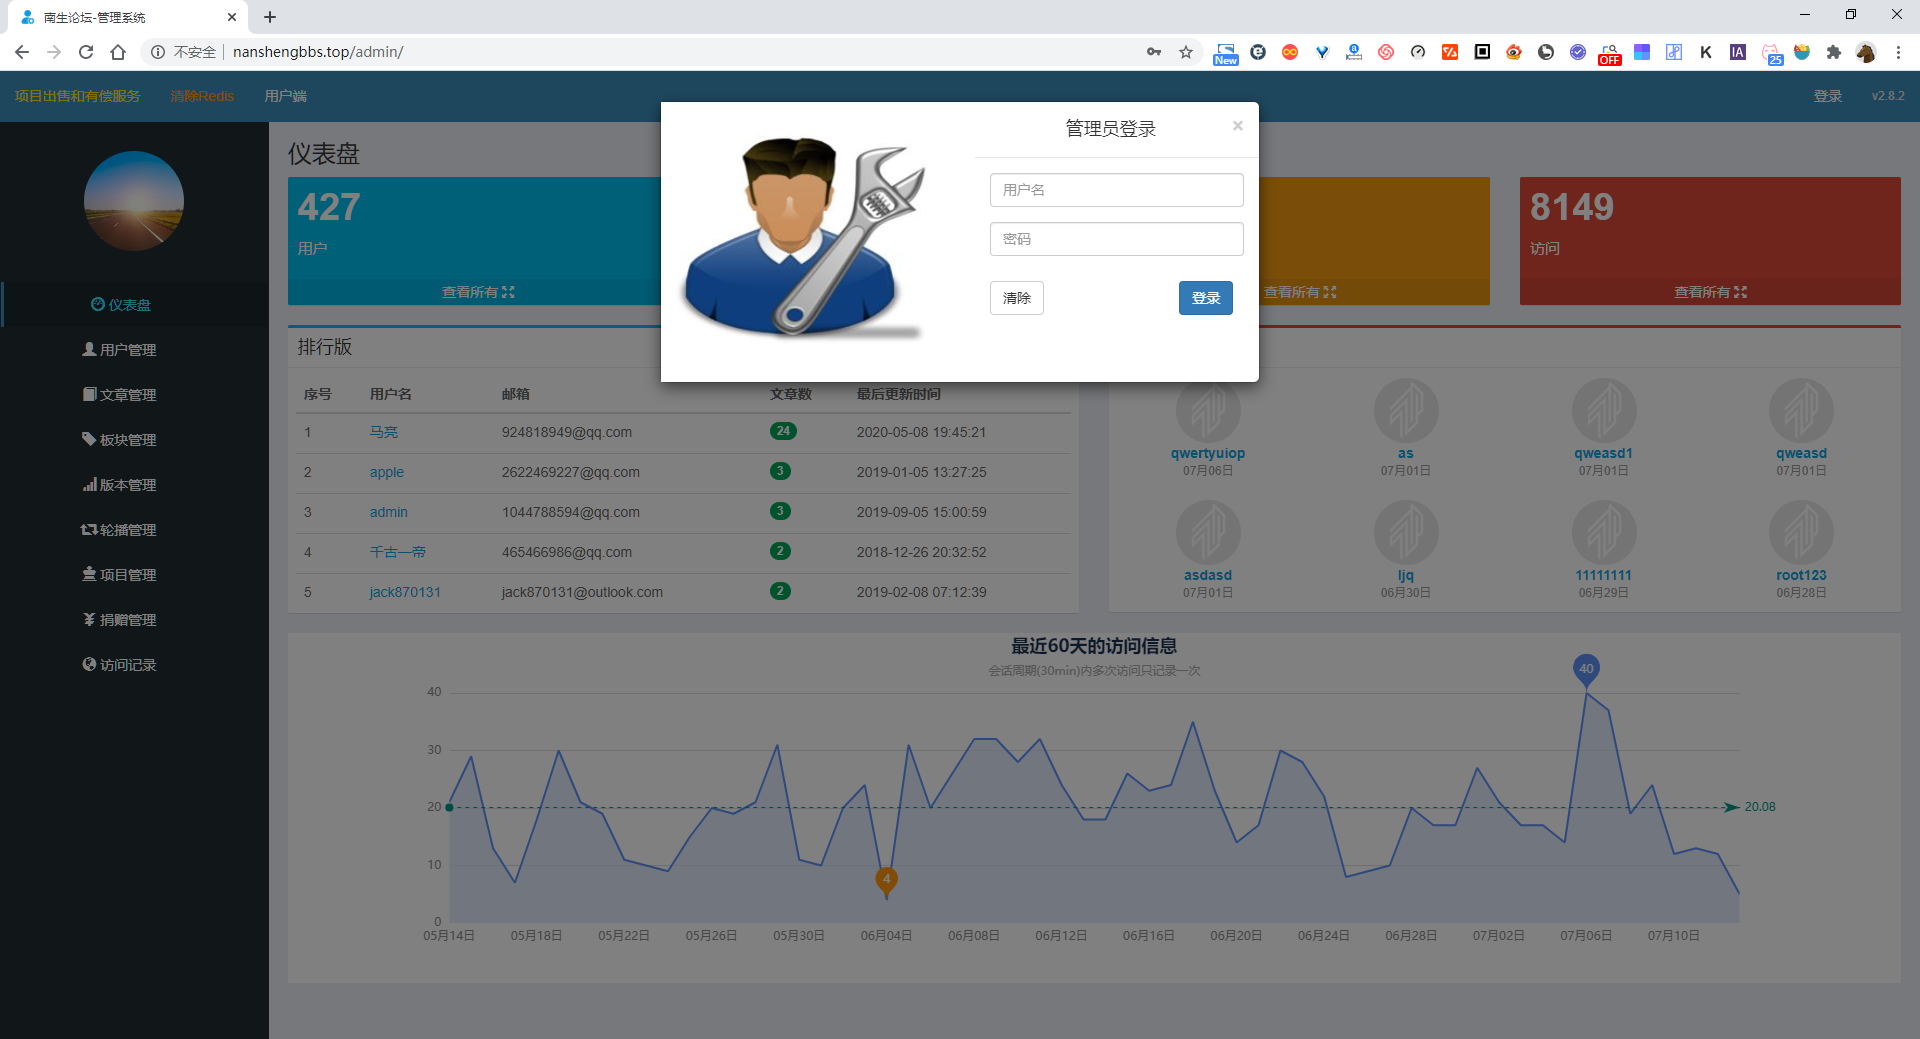 南生论坛-管理系统
不安全
nanshengbbs.top/admin/
New
OFF
K
IA
25
项目出售和有偿服务
清除Redis
用户端
登录
v2.8.2
管理员登录
×
用户名
密码
清除
登录
仪表盘
用户管理
文章管理
板块管理
版本管理
轮播管理
项目管理
捐赠管理
访问记录
仪表盘
427
用户
查看所有
查看所有
8149
访问
查看所有
排行版
序号 用户名 邮箱 文章数 最后更新时间
1 马亮 924818949@qq.com 24 2020-05-08 19:45:21
2 apple 2622469227@qq.com 3 2019-01-05 13:27:25
3 admin 1044788594@qq.com 3 2019-09-05 15:00:59
4 千古一帝 465466986@qq.com 2 2018-12-26 20:32:52
5 jack870131 jack870131@outlook.com 2 2019-02-08 07:12:39
qwertyuiop as qweasd1 qweasd
07月06日 07月01日 07月01日 07月01日
asdasd ljq 11111111 root123
07月01日 06月30日 06月29日 06月28日
最近60天的访问信息
会话周期(30min)内多次访问只记录一次
40
40
30
20
20.08
10
4
0
05月14日 05月18日 05月22日 05月26日 05月30日 06月04日 06月08日 06月12日 06月16日 06月20日 06月24日 06月28日 07月02日 07月06日 07月10日